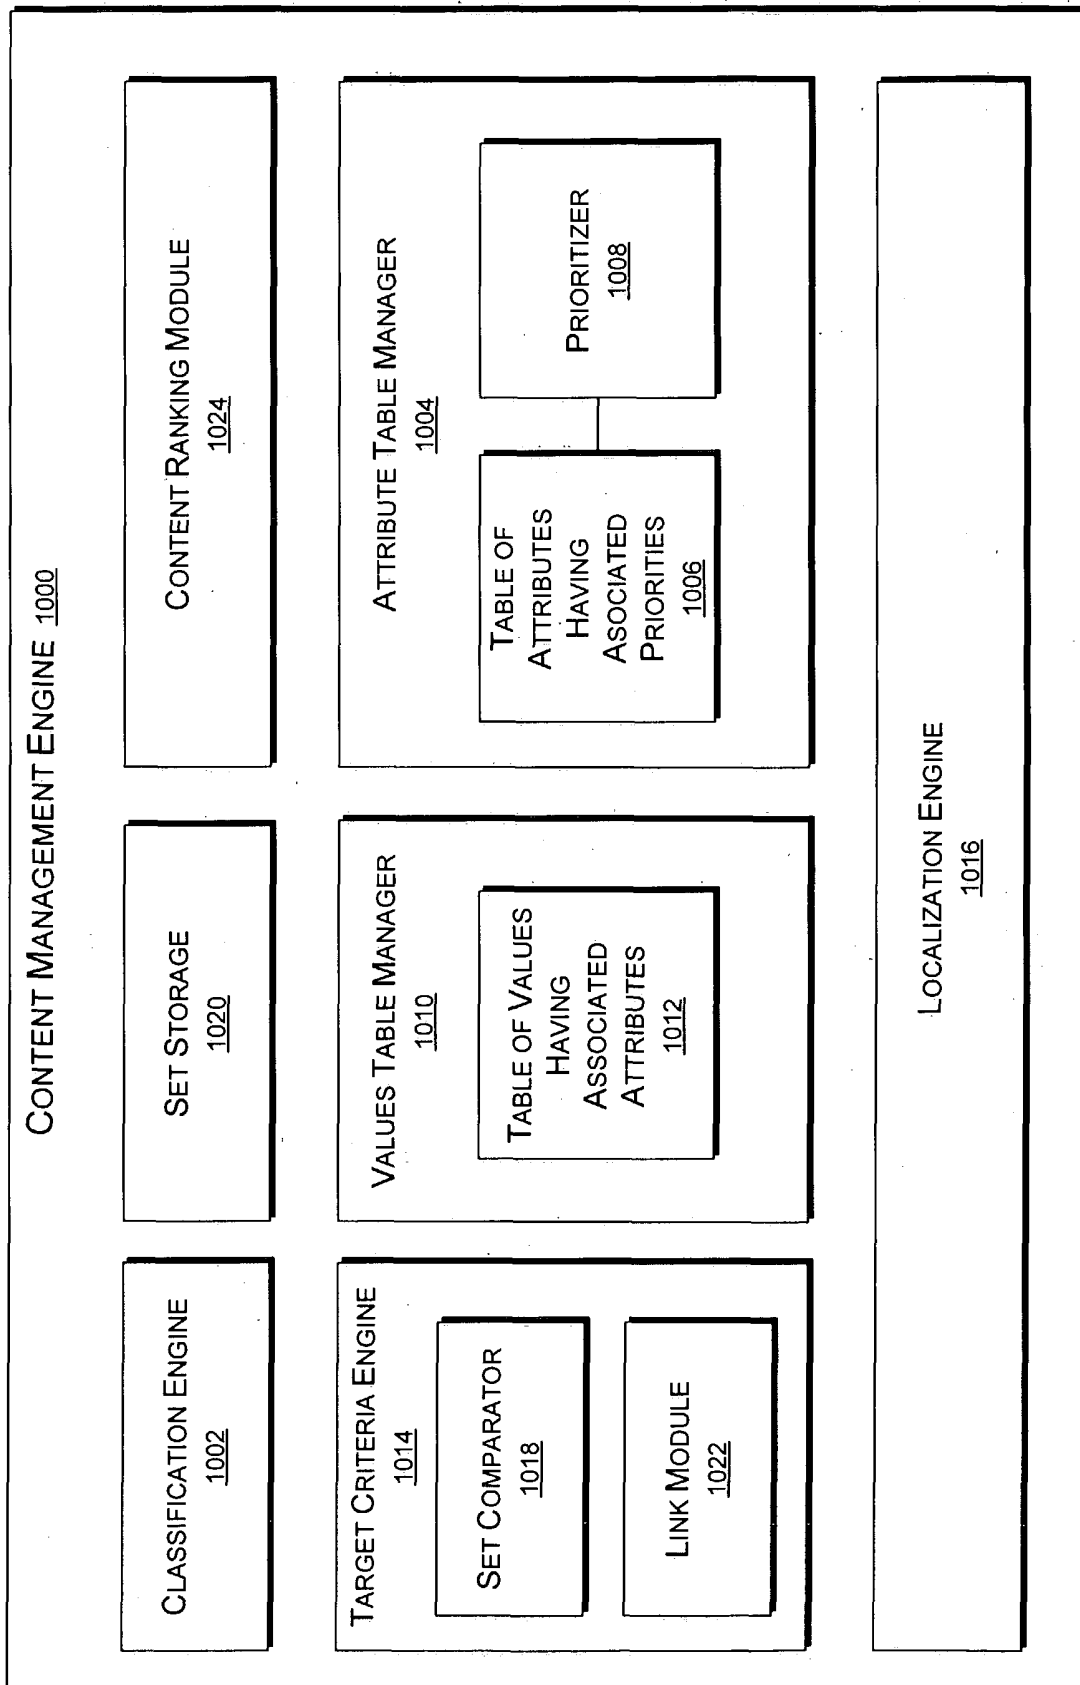 CONTENT MANAGEMENT ENGINE 1000
CLASSIFICATION ENGINE
1002
SET STORAGE
1020
CONTENT RANKING MODULE
1024
TARGET CRITERIA ENGINE
1014
SET COMPARATOR
1018
LINK MODULE
1022
VALUES TABLE MANAGER
1010
TABLE OF VALUES
HAVING
ASSOCIATED
ATTRIBUTES
1012
ATTRIBUTE TABLE MANAGER
1004
TABLE OF
ATTRIBUTES
HAVING
ASOCIATED
PRIORITIES
1006
PRIORITIZER
1008
LOCALIZATION ENGINE
1016